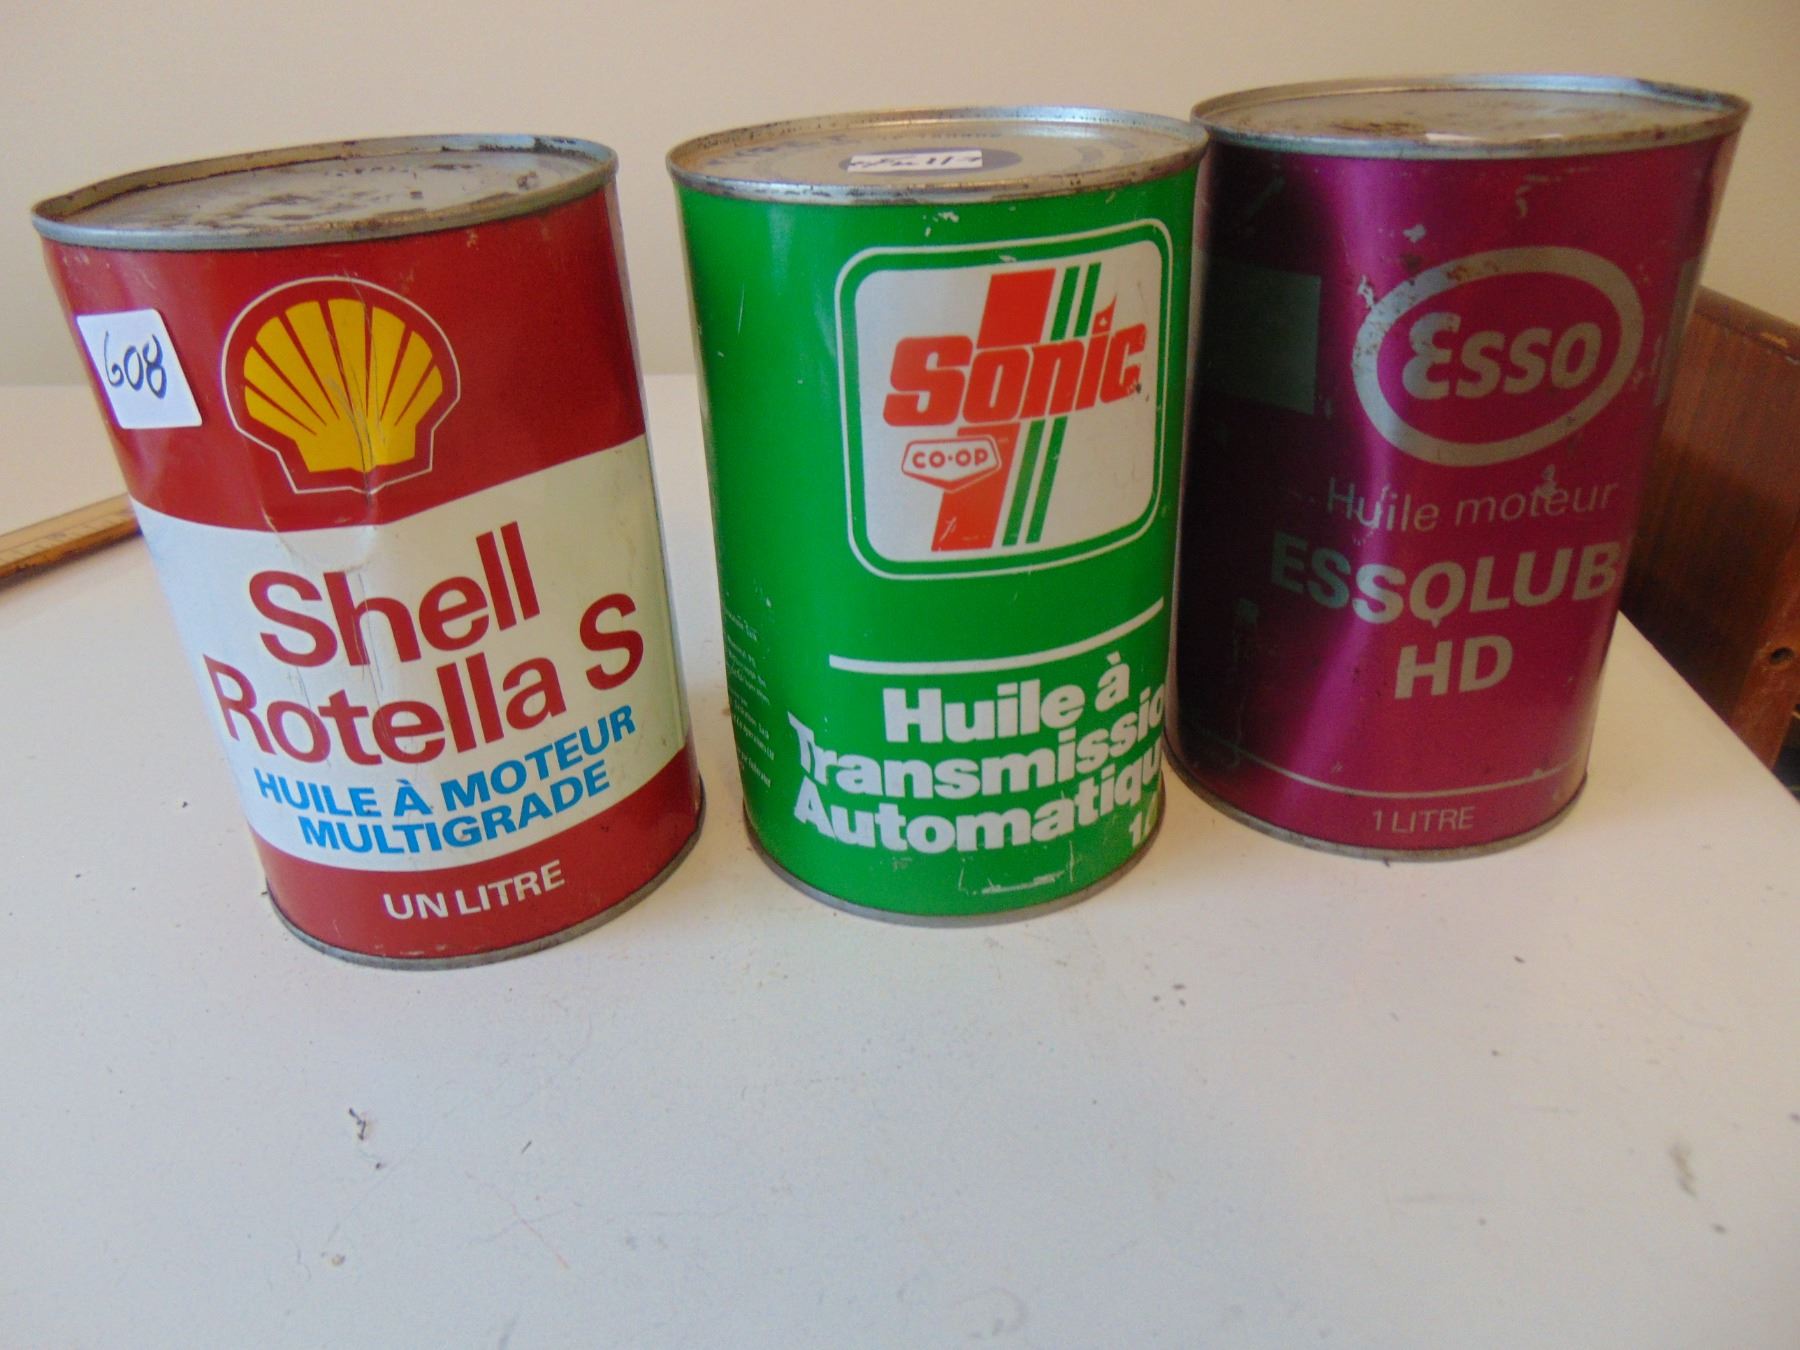 608
Shell
Rotella S
HUILE À MOTEUR
MULTIGRADE
UN LITRE
Sonic
CO-OP
Huile à
Transmissio
Automatiqu
Esso
Huile moteur
ESSOLUB
HD
1 LITRE